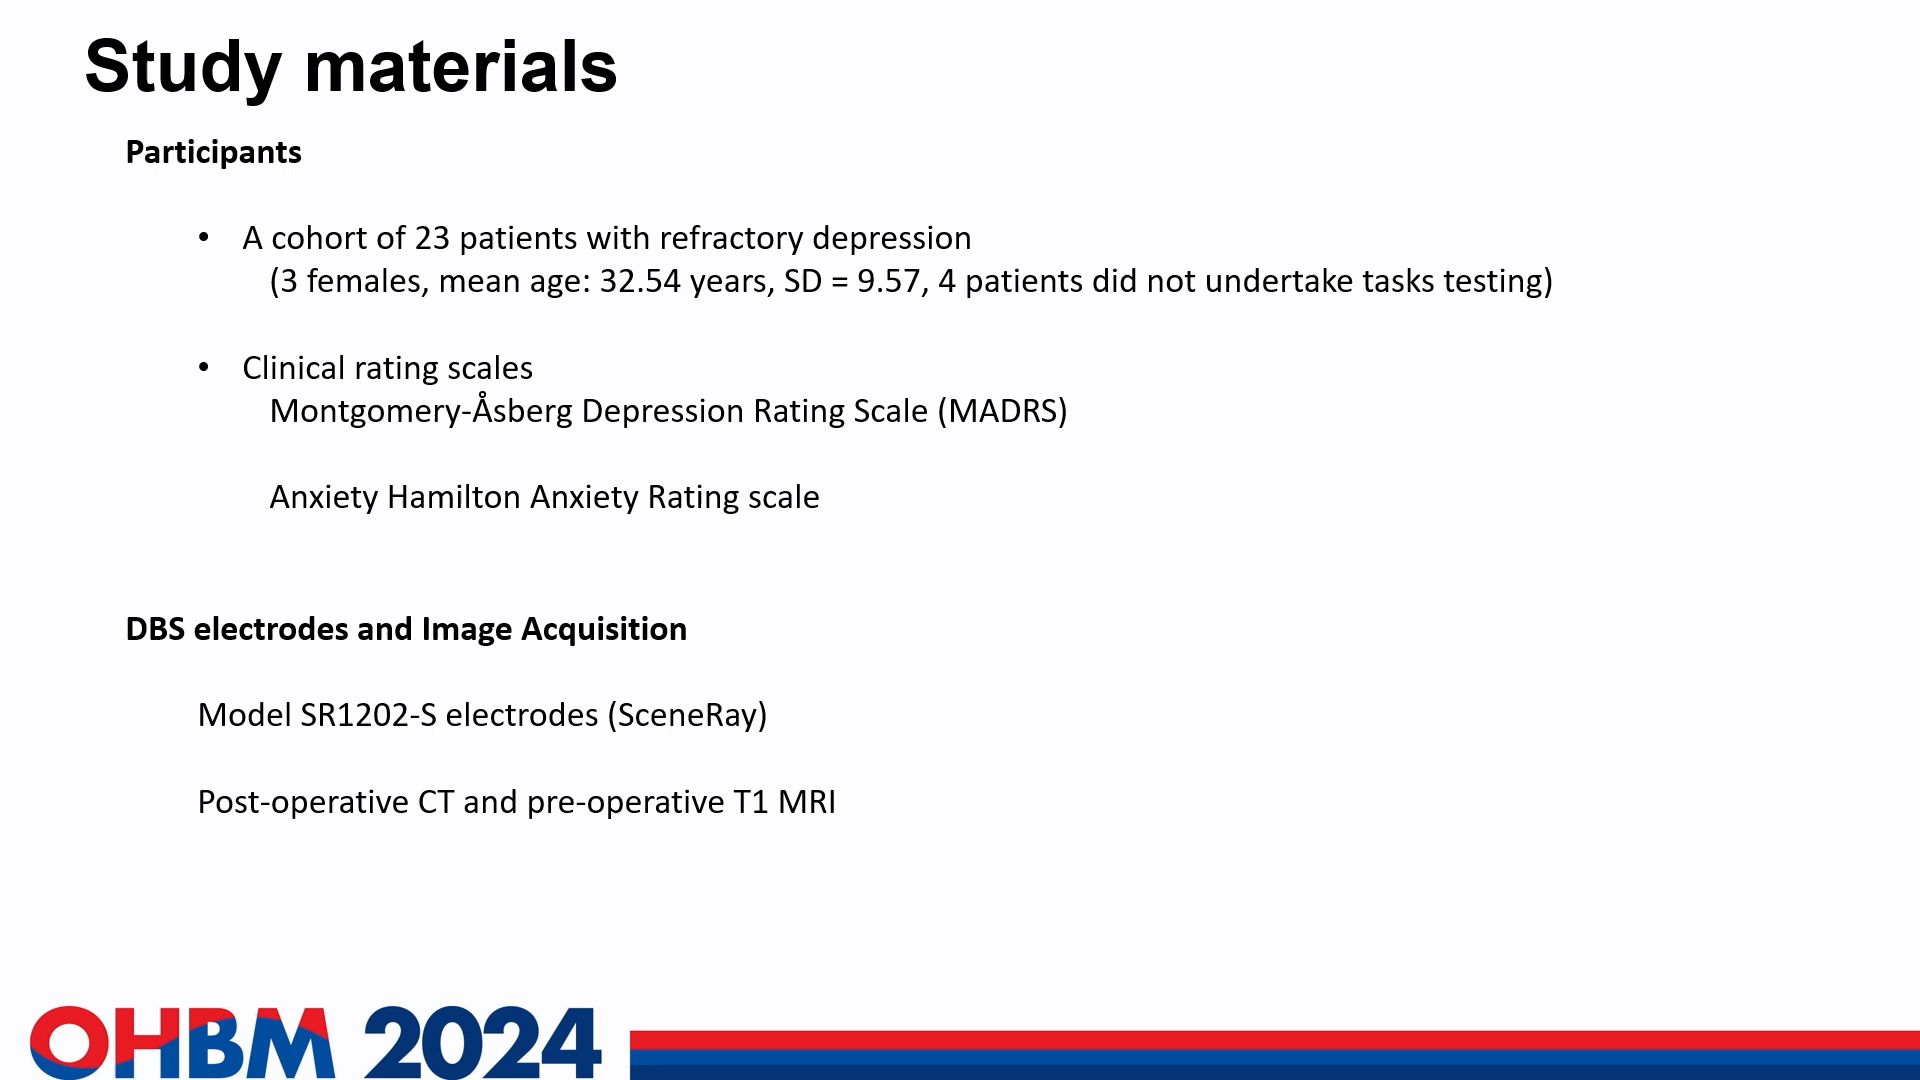 Study materials
Participants
• A cohort of 23 patients with refractory depression
(3 females, mean age: 32.54 years, SD = 9.57, 4 patients did not undertake tasks testing)
• Clinical rating scales
Montgomery-Åsberg Depression Rating Scale (MADRS)
Anxiety Hamilton Anxiety Rating scale
DBS electrodes and Image Acquisition
Model SR1202-S electrodes (SceneRay)
Post-operative CT and pre-operative T1 MRI
OHBM 2024